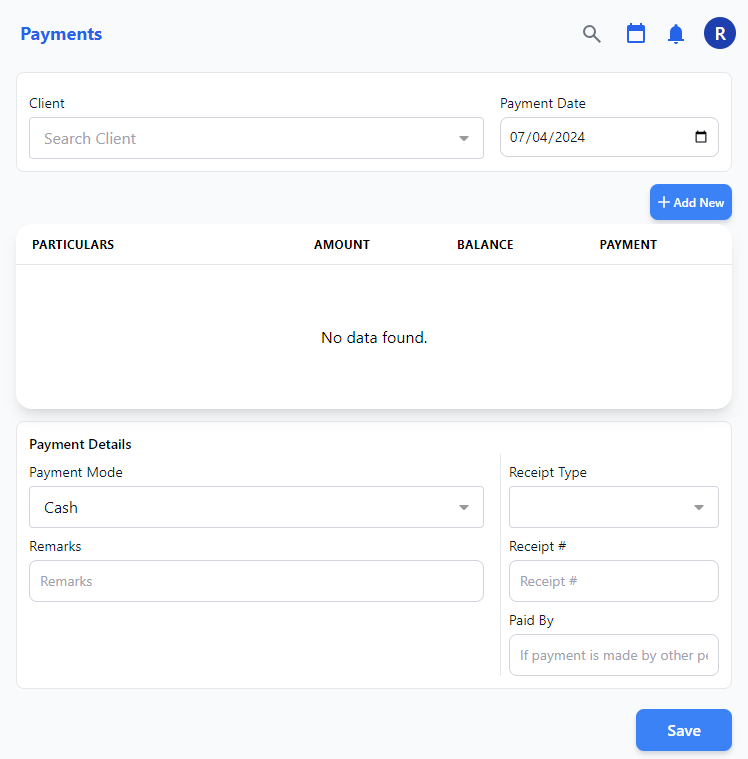 Payments
R
Client
Payment Date
Search Client
07/04/2024
Add New
PARTICULARS AMOUNT BALANCE PAYMENT
No data found.
Payment Details
Payment Mode
Receipt Type
Cash
Remarks
Receipt #
Remarks
Receipt #
Paid By
If payment is made by other pe
Save